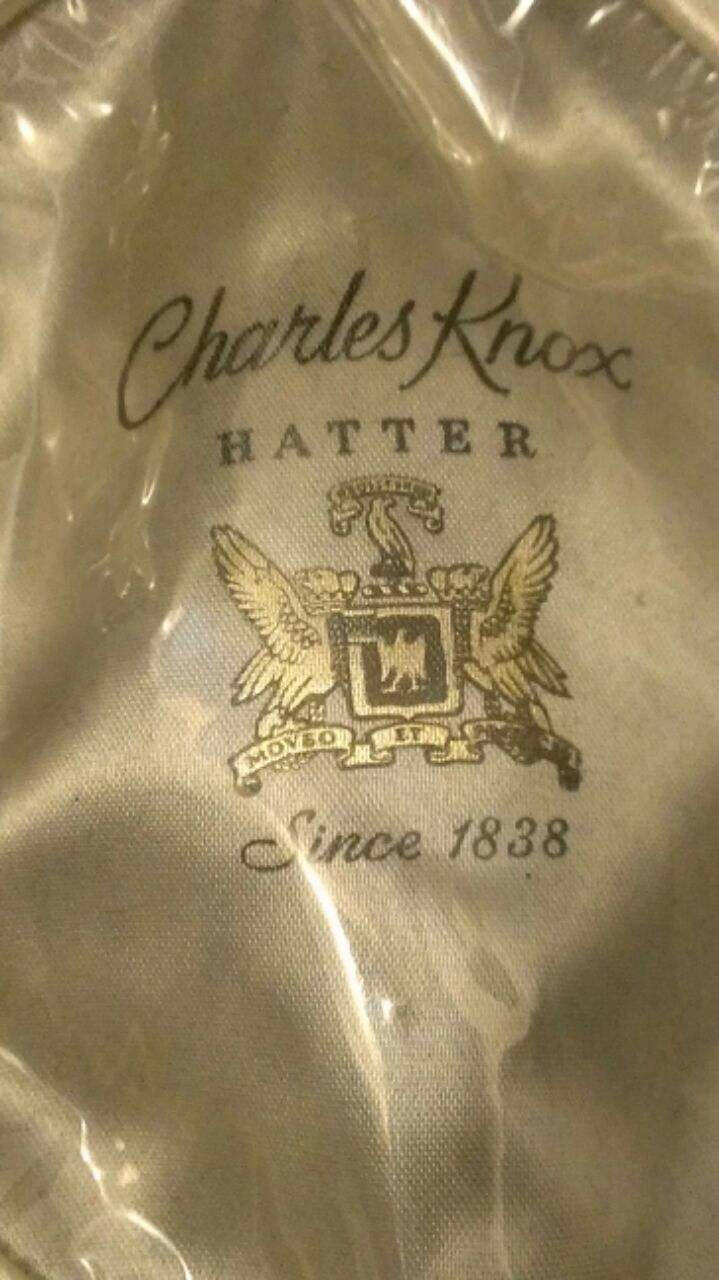 Charles Knox
HATTER
MOVEO ET
Since 1838